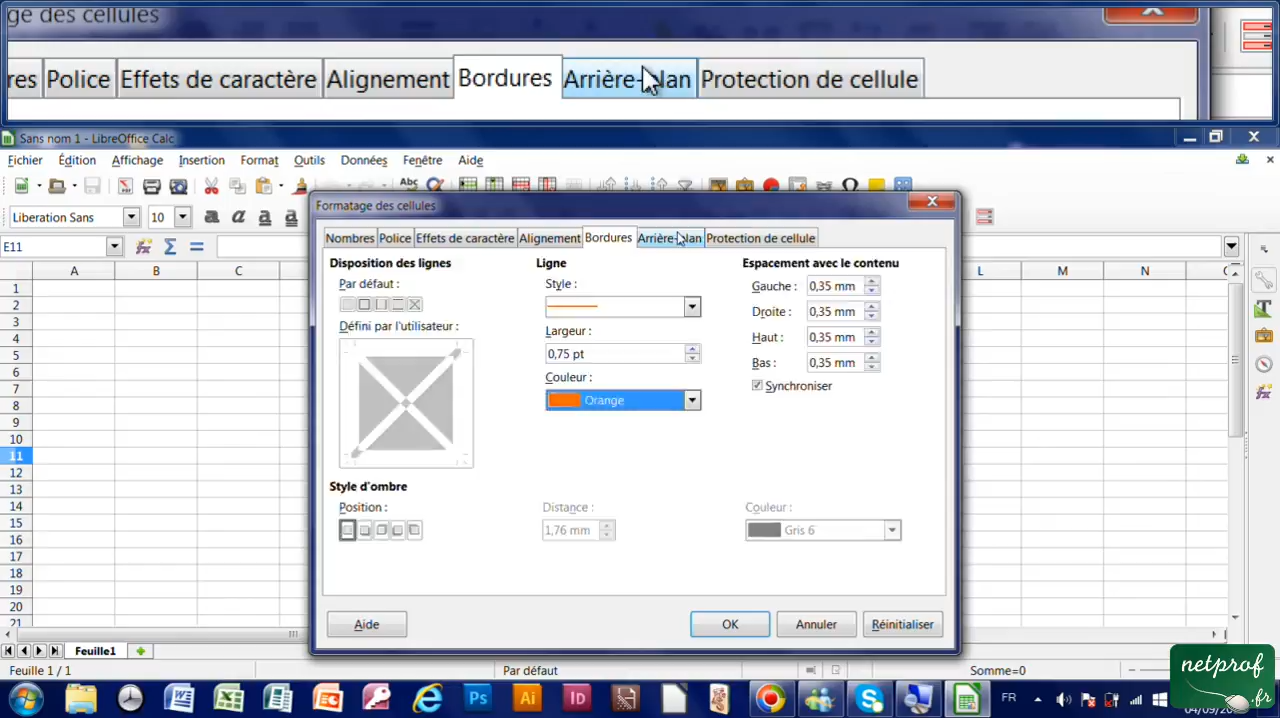 ge des cellules
res Police Effets de caractère Alignement Bordures Arrière-plan Protection de cellule
Sans nom 1 - LibreOffice Calc
Fichier Édition Affichage Insertion Format Outils Données Fenêtre Aide
Liberation Sans 10
E11
Formatage des cellules
Nombres Police Effets de caractère Alignement Bordures Arrière-plan Protection de cellule
A B C L M N
1
2
3
4
5
6
7
8
9
10
11
12
13
14
15
16
17
18
19
20
21
Disposition des lignes Ligne Espacement avec le contenu
Par défaut : Style : Gauche : 0,35 mm
Droite : 0,35 mm
Défini par l'utilisateur : Largeur : Haut : 0,35 mm
0,75 pt Bas : 0,35 mm
Couleur : Synchroniser
Orange
Style d'ombre
Position : Distance : Couleur :
1,76 mm Gris 6
Aide OK Annuler Réinitialiser
Feuille1
Feuille 1 / 1 Par défaut Somme=0
Ps Ai Id FR
netprof
.fr